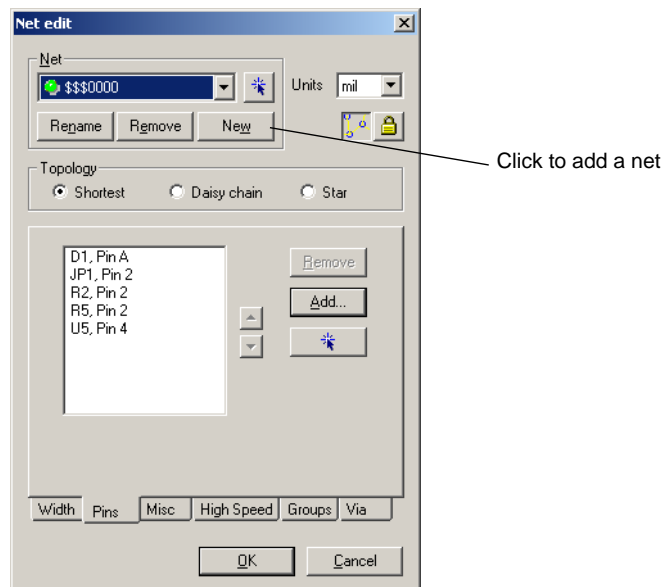 Net edit
Net
$$$0000
Units mil
Rename Remove New
Click to add a net
Topology
Shortest Daisy chain Star
D1, Pin A
JP1, Pin 2
R2, Pin 2
R5, Pin 2
U5, Pin 4
Remove
Add...
Width Pins Misc High Speed Groups Via
OK Cancel